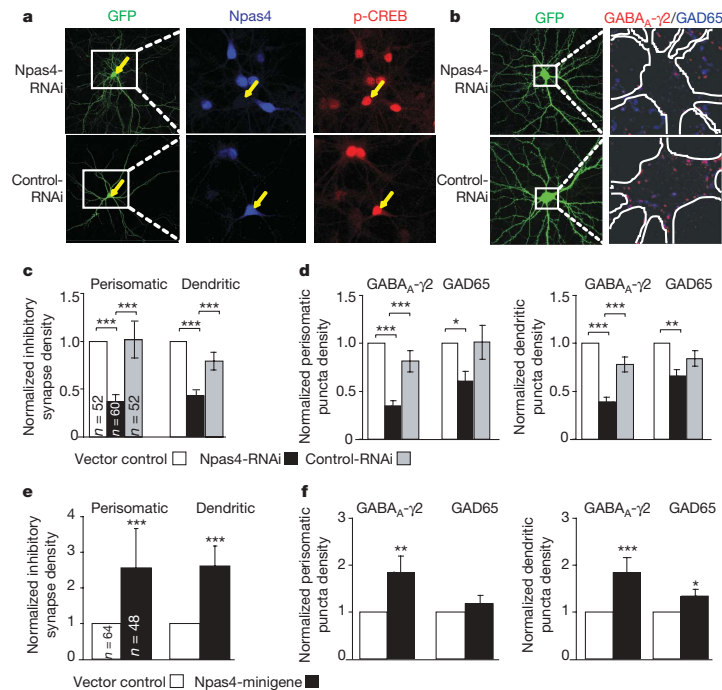 a
GFP
Npas4
p-CREB
Npas4-
RNAi
Control-
RNAi
b
GFP
GABAA-γ2/GAD65
Npas4-
RNAi
Control-
RNAi
c
Perisomatic
Dendritic
Normalized inhibitory
synapse density
1.5
1.0
0.5
0
***
***
***
***
n = 52
n = 60
n = 52
d
GABAA-γ2
GAD65
Normalized perisomatic
puncta density
1.5
1.0
0.5
0
***
***
*
GABAA-γ2
GAD65
Normalized dendritic
puncta density
1.5
1.0
0.5
0
***
***
**
Vector control
Npas4-RNAi
Control-RNAi
e
Perisomatic
Dendritic
Normalized inhibitory
synapse density
4
3
2
1
0
***
***
n = 64
n = 48
f
GABAA-γ2
GAD65
Normalized perisomatic
puncta density
3
2
1
0
**
GABAA-γ2
GAD65
Normalized dendritic
puncta density
3
2
1
0
***
*
Vector control
Npas4-minigene